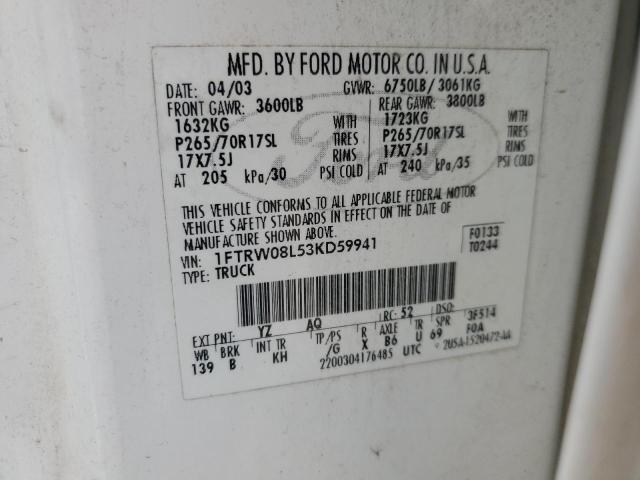 MFD. BY FORD MOTOR CO. IN U.S.A.
DATE: 04/03 GVWR: 6750LB/ 3061KG
FRONT GAWR: 3600LB REAR GAWR: 3800LB
1632KG WITH 1723KG WITH
P265/70R17SL TIRES P265/70R17SL TIRES
17X7.5J RIMS 17X7.5J RIMS
AT 205 kPa/30 PSI COLD AT 240 kPa/35 PSI COLD
THIS VEHICLE CONFORMS TO ALL APPLICABLE FEDERAL MOTOR
VEHICLE SAFETY STANDARDS IN EFFECT ON THE DATE OF
MANUFACTURE SHOWN ABOVE.
VIN: 1FTRW08L53KD59941 F0133
TYPE: TRUCK T0244
EXT PNT: YZ AQ RC: 52 DSO: 3F514
WB BRK INT TR TP/PS R AXLE TR SPR F0A
139 B KH /G X B6 U 69
2200304176485 UTC 2U5A-1520472-AA
Ford